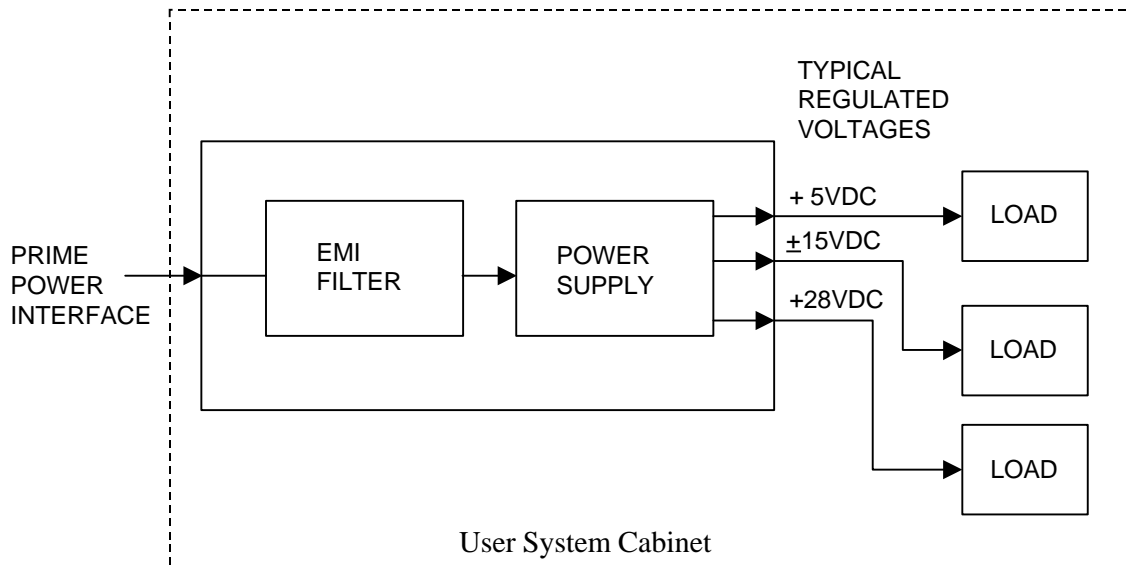 TYPICAL
REGULATED
VOLTAGES
+ 5VDC
LOAD
±15VDC
EMI
FILTER
POWER
SUPPLY
PRIME
POWER
INTERFACE
+28VDC
LOAD
LOAD
User System Cabinet